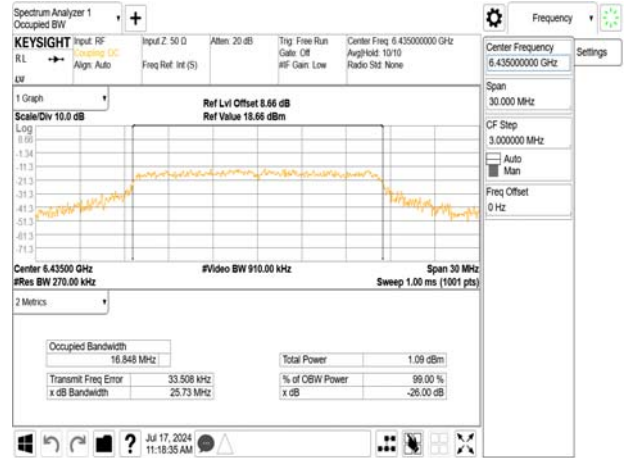 Spectrum Analyzer 1
Occupied BW
+
Frequency
KEYSIGHT
Input: RF
Input Z: 50 Ω
Atten: 20 dB
Trig: Free Run
Center Freq: 6.435000000 GHz
RL
Coupling: DC
Gate: Off
Avg|Hold: 10/10
Align: Auto
Freq Ref: Int (S)
#IF Gain: Low
Radio Std: None
Center Frequency
6.435000000 GHz
Settings
Span
30.000 MHz
CF Step
3.000000 MHz
Auto
Man
Freq Offset
0 Hz
1 Graph
Ref Lvl Offset 8.66 dB
Scale/Div 10.0 dB
Ref Value 18.66 dBm
Log
8.66
-1.34
-11.3
-21.3
-31.3
-41.3
-51.3
-61.3
-71.3
Center 6.43500 GHz
#Video BW 910.00 kHz
Span 30 MHz
#Res BW 270.00 kHz
Sweep 1.00 ms (1001 pts)
2 Metrics
Occupied Bandwidth
16.848 MHz
Total Power 1.09 dBm
Transmit Freq Error 33.508 kHz
% of OBW Power 99.00 %
x dB Bandwidth 25.73 MHz
x dB -26.00 dB
?
Jul 17, 2024
11:18:35 AM